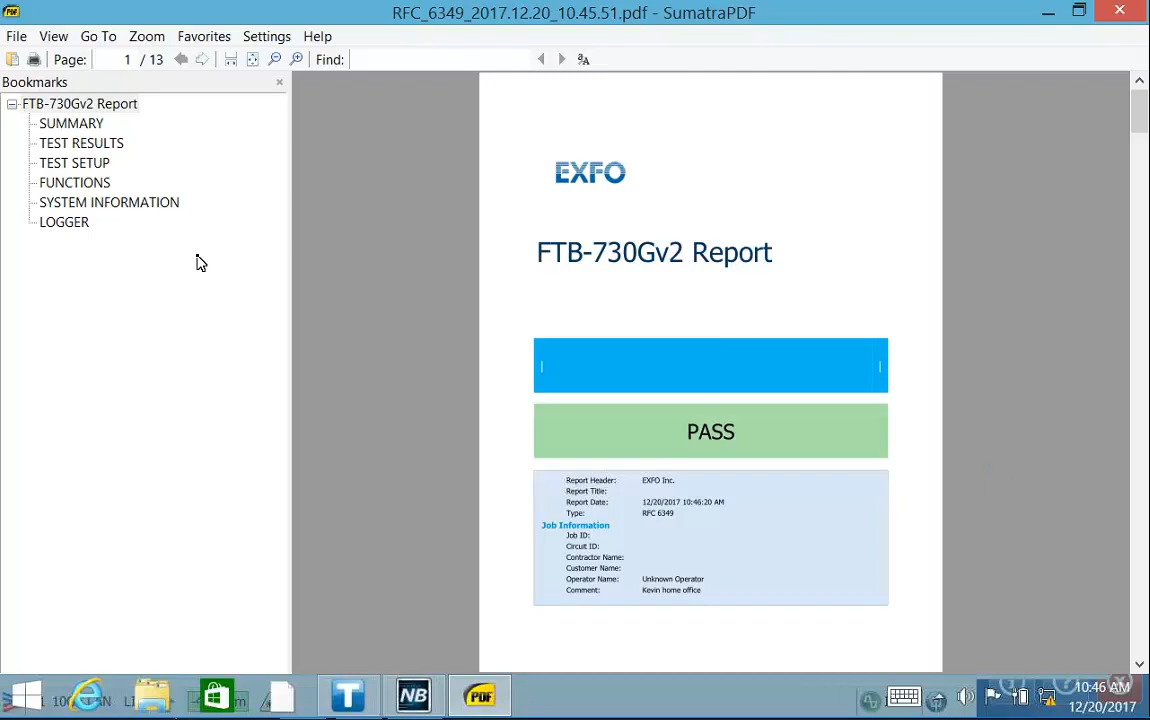 RFC_6349_2017.12.20_10.45.51.pdf - SumatraPDF
File View Go To Zoom Favorites Settings Help
Page: 1 / 13 Find:
Bookmarks
FTB-730Gv2 Report
SUMMARY
TEST RESULTS
TEST SETUP
FUNCTIONS
SYSTEM INFORMATION
LOGGER
EXFO
FTB-730Gv2 Report
PASS
Report Header: EXFO Inc.
Report Title:
Report Date: 12/20/2017 10:46:20 AM
Type: RFC 6349
Job Information
Job ID:
Circuit ID:
Contractor Name:
Customer Name:
Operator Name: Unknown Operator
Comment: Kevin home office
T NB PDF
10:46 AM
12/20/2017